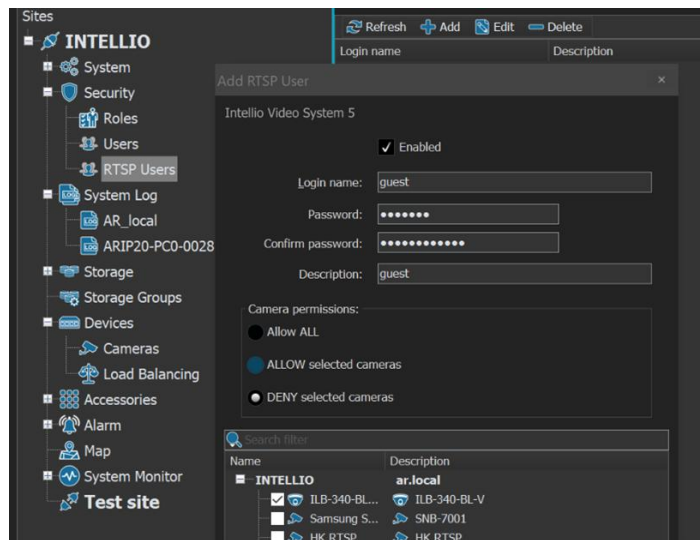 Sites
INTELLIO
System
Security
Roles
Users
RTSP Users
System Log
AR_local
ARIP20-PC0-0028
Storage
Storage Groups
Devices
Cameras
Load Balancing
Accessories
Alarm
Map
System Monitor
Test site
Refresh Add Edit Delete
Login name Description
Add RTSP User
Intellio Video System 5
Enabled
Login name: guest
Password: •••••••
Confirm password: ••••••••••••
Description: guest
Camera permissions:
Allow ALL
ALLOW selected cameras
DENY selected cameras
Search filter
Name Description
INTELLIO ar.local
ILB-340-BL... ILB-340-BL-V
Samsung S... SNB-7001
HK RTSP HK RTSP